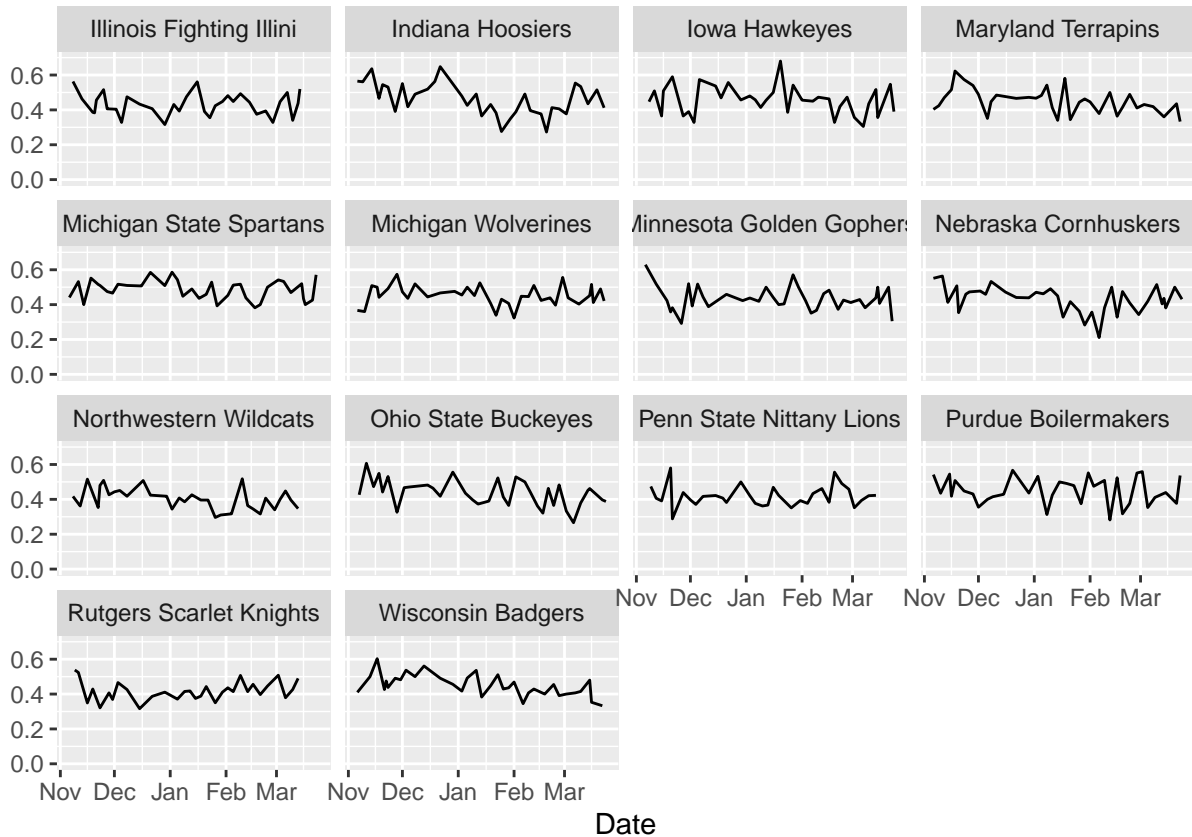 Illinois Fighting Illini Indiana Hoosiers Iowa Hawkeyes Maryland Terrapins
0.6
0.4
0.2
0.0
Michigan State Spartans Michigan Wolverines Minnesota Golden Gophers Nebraska Cornhuskers
0.6
0.4
0.2
0.0
Northwestern Wildcats Ohio State Buckeyes Penn State Nittany Lions Purdue Boilermakers
0.6
0.4
0.2
0.0
Nov Dec Jan Feb Mar Nov Dec Jan Feb Mar
Rutgers Scarlet Knights Wisconsin Badgers
0.6
0.4
0.2
0.0
Nov Dec Jan Feb Mar Nov Dec Jan Feb Mar
Date